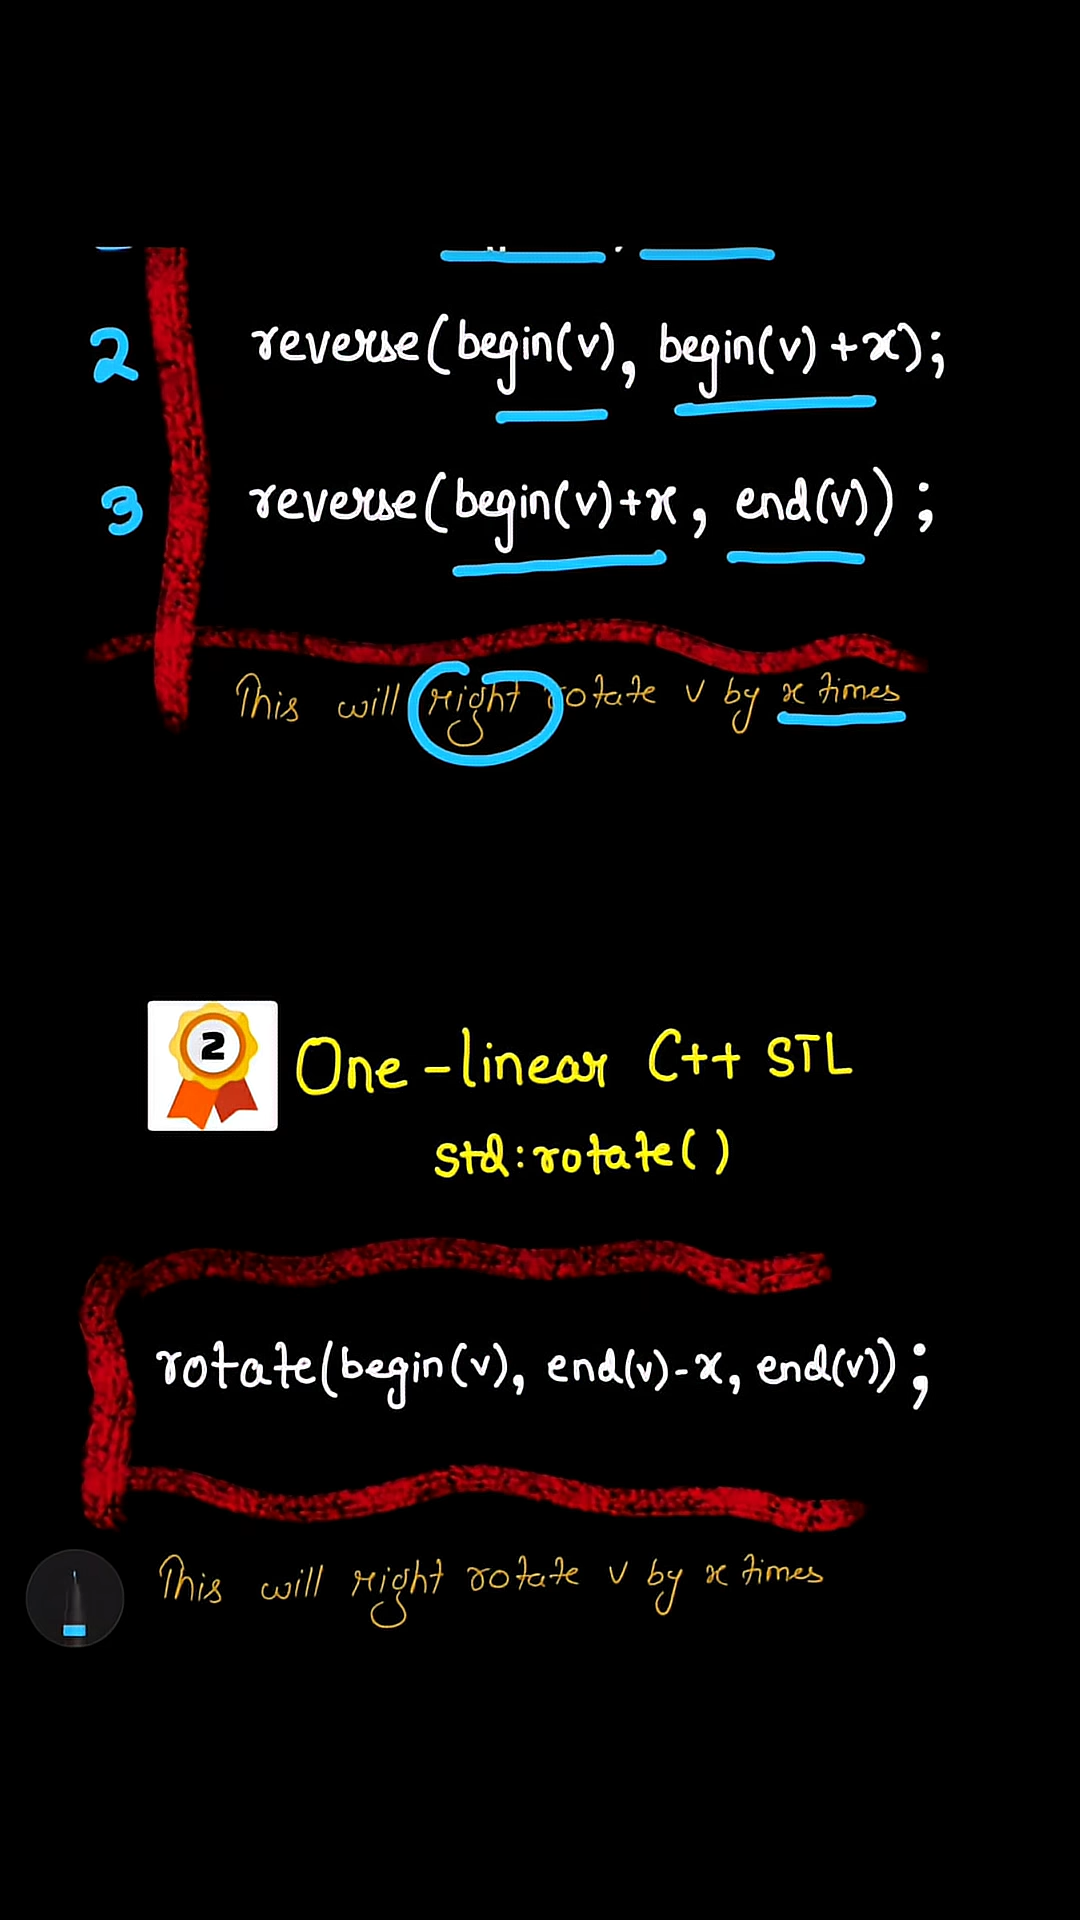 2 reverse(begin(v), begin(v)+x);
3 reverse(begin(v)+x, end(v));
This will right rotate v by x times
2 One-linear C++ STL
std:rotate()
rotate(begin(v), end(v)-x, end(v));
This will right rotate v by x times